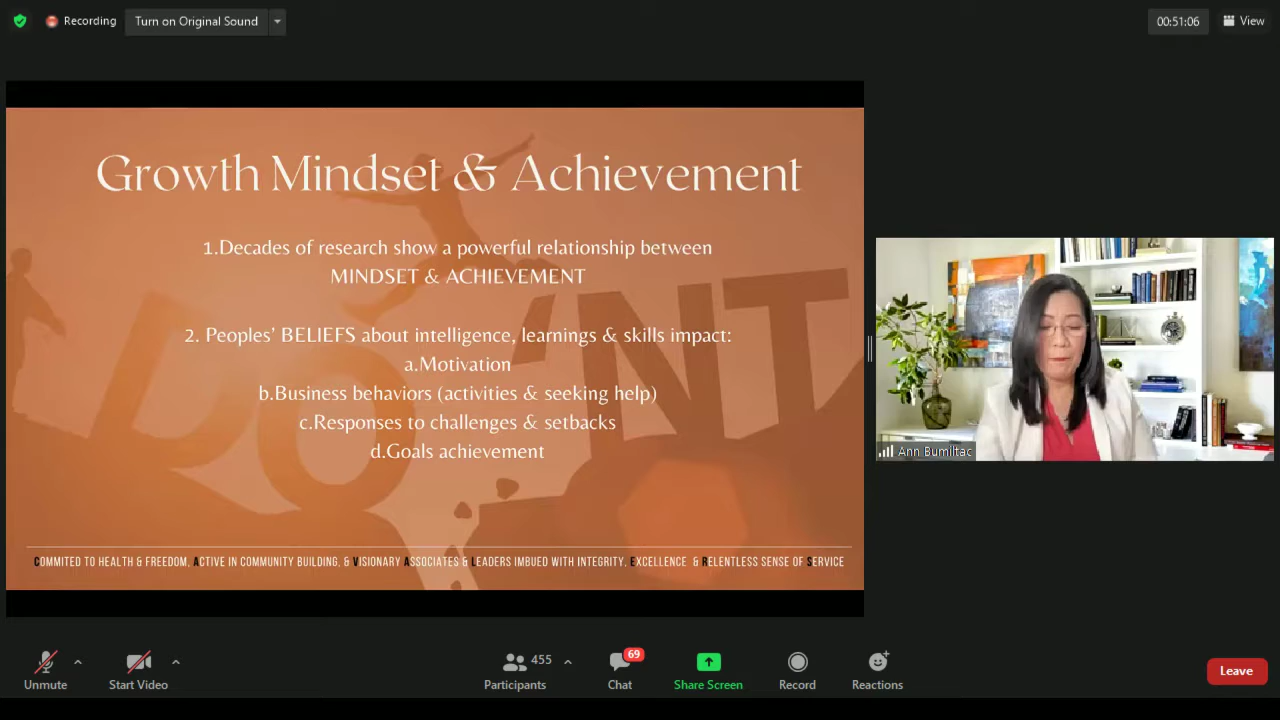 Recording
Turn on Original Sound
00:51:06
View
Growth Mindset & Achievement
1.Decades of research show a powerful relationship between
MINDSET & ACHIEVEMENT
2. Peoples’ BELIEFS about intelligence, learnings & skills impact:
a.Motivation
b.Business behaviors (activities & seeking help)
c.Responses to challenges & setbacks
d.Goals achievement
COMMITED TO HEALTH & FREEDOM, ACTIVE IN COMMUNITY BUILDING, & VISIONARY ASSOCIATES & LEADERS IMBUED WITH INTEGRITY, EXCELLENCE & RELENTLESS SENSE OF SERVICE
DO
'NT
Ann Bumiltac
Unmute
Start Video
455
Participants
69
Chat
Share Screen
Record
Reactions
Leave